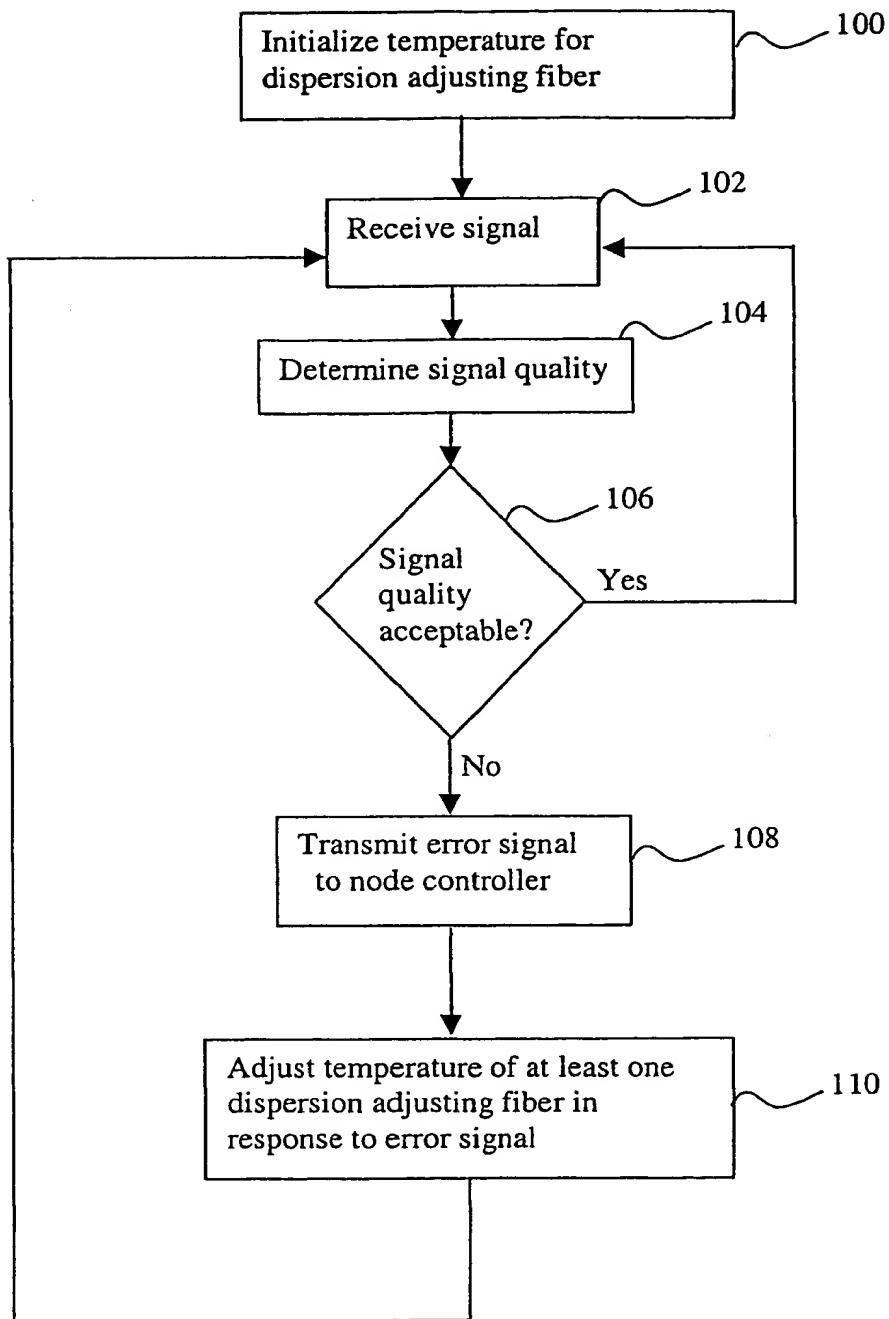 Initialize temperature for
dispersion adjusting fiber
100
Receive signal
102
Determine signal quality
104
Signal
quality
acceptable?
106
Yes
No
Transmit error signal
to node controller
108
Adjust temperature of at least one
dispersion adjusting fiber in
response to error signal
110